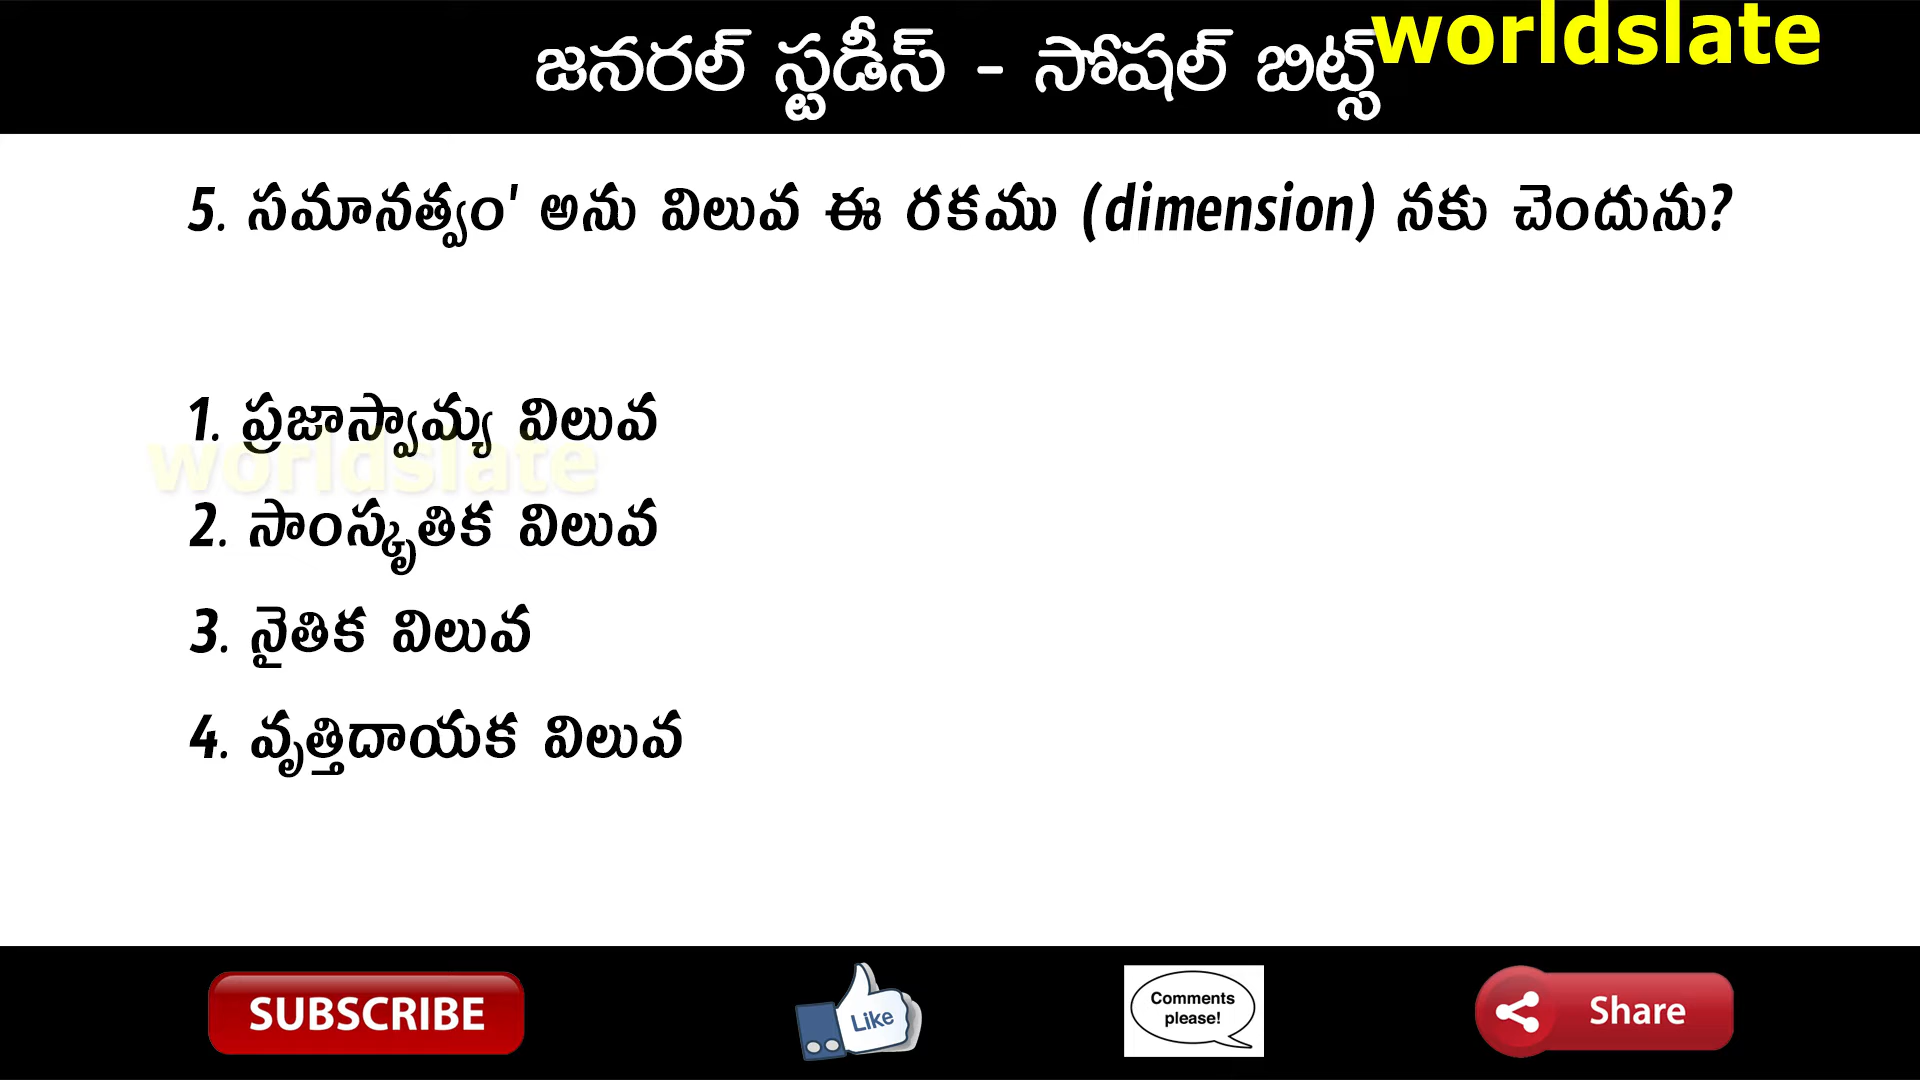 జనరల్ స్టడీస్ - సోషల్ బిట్స్
worldslate
5. సమానత్వం' అను విలువ ఈ రకము (dimension) నకు చెందును?
1. ప్రజాస్వామ్య విలువ
worldslate
2. సాంస్కృతిక విలువ
3. నైతిక విలువ
4. వృత్తిదాయక విలువ
SUBSCRIBE
Like
Comments
please!
Share